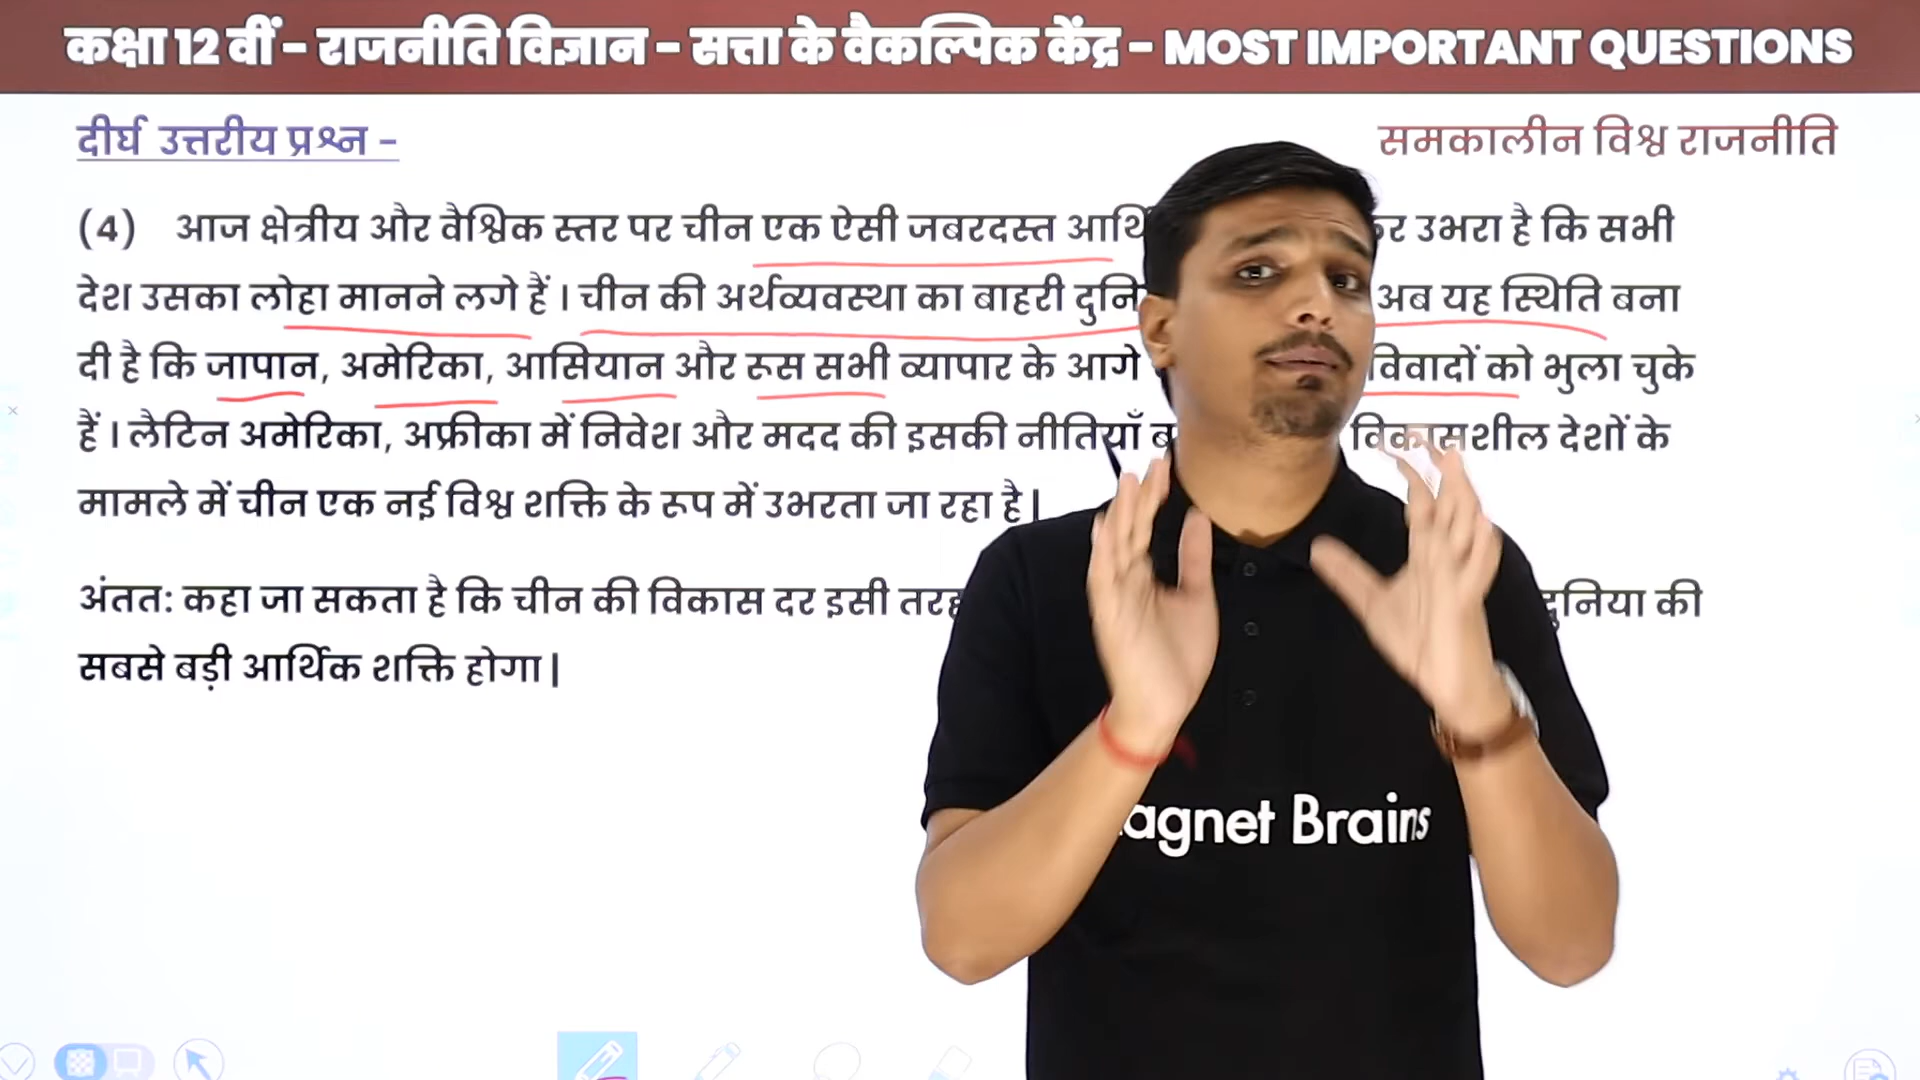 कक्षा 12 वीं - राजनीति विज्ञान - सत्ता के वैकल्पिक केंद्र - MOST IMPORTANT QUESTIONS
दीर्घ उत्तरीय प्रश्न -
समकालीन विश्व राजनीति
(4) आज क्षेत्रीय और वैश्विक स्तर पर चीन एक ऐसी जबरदस्त उभरा है कि सभी
देश उसका लोहा मानने लगे हैं । चीन की अर्थव्यवस्था का बाहरी अब यह स्थिति बना
दी है कि जापान, अमेरिका, आसियान और रूस सभी व्यापार के आगे विवादों को भुला चुके
हैं । लैटिन अमेरिका, अफ्रीका में निवेश और मदद की इसकी नीतियाँ विकासशील देशों के
मामले में चीन एक नई विश्व शक्ति के रूप में उभरता जा रहा है |
अंतत: कहा जा सकता है कि चीन की विकास दर इसी दुनिया की
सबसे बड़ी आर्थिक शक्ति होगा |
Brains